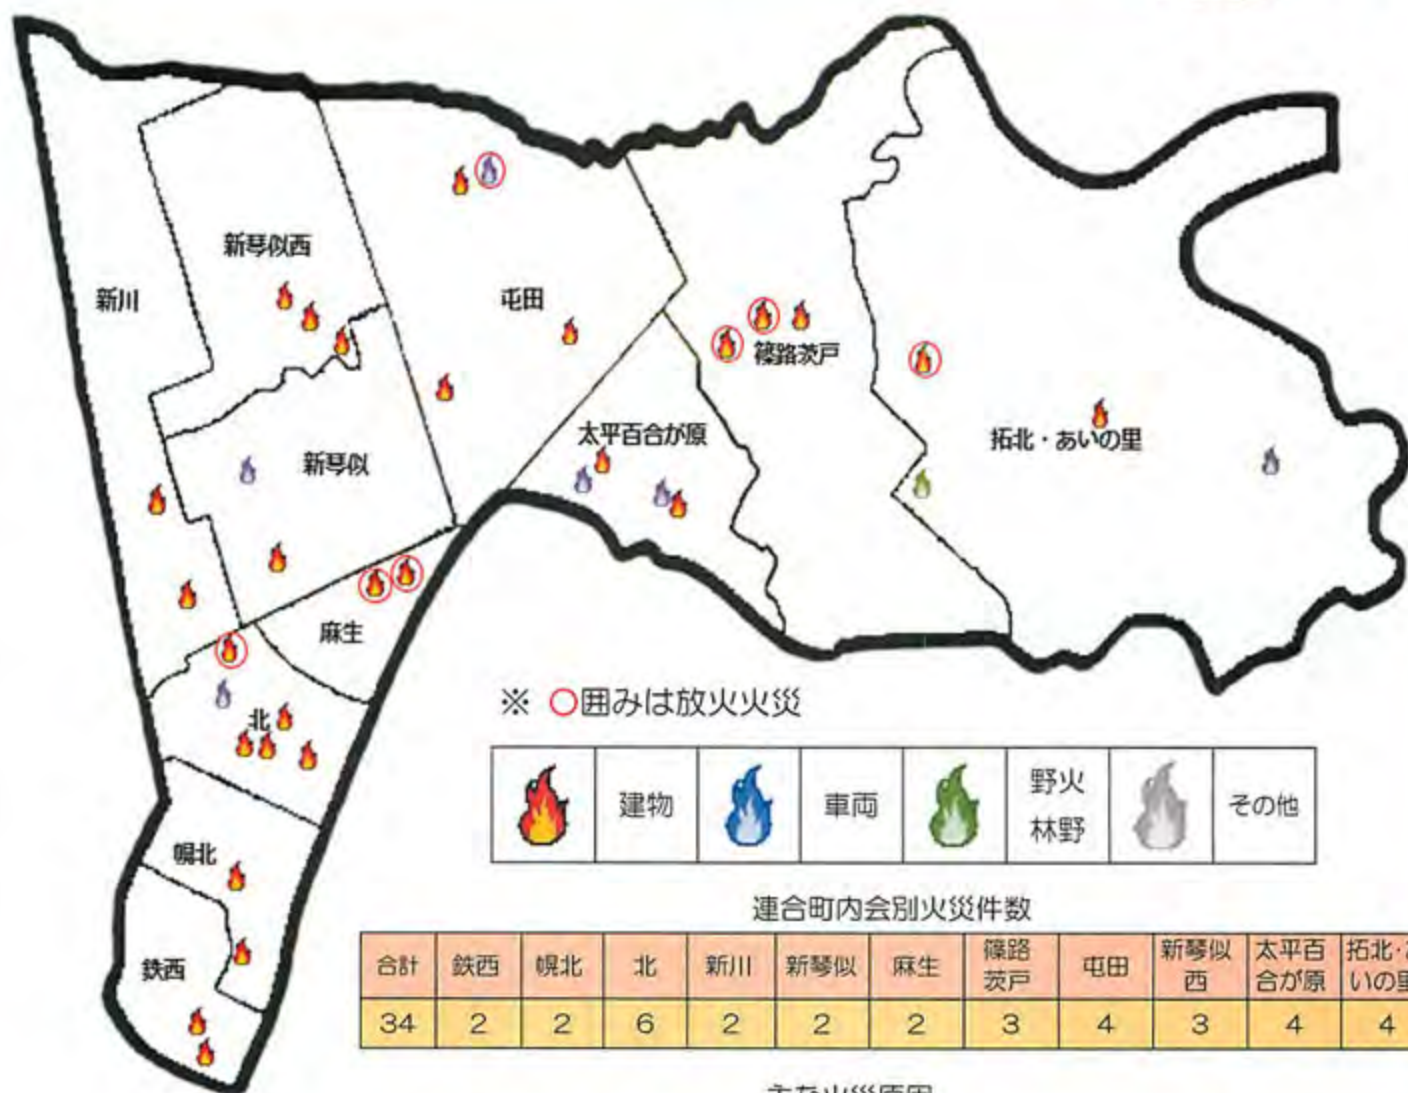 新琴似西
新川
屯田
篠路茨戸
太平百合が原
拓北・あいの里
新琴似
麻生
※ ○囲みは放火火災
北
建物
車両
野火
林野
その他
幌北
連合町内会別火災件数
合計 鉄西 幌北 北 新川 新琴似 麻生 篠路茨戸 屯田 新琴似西 太平百合が原 拓北・ いの里
34 2 2 6 2 2 2 3 4 3 4 4
鉄西